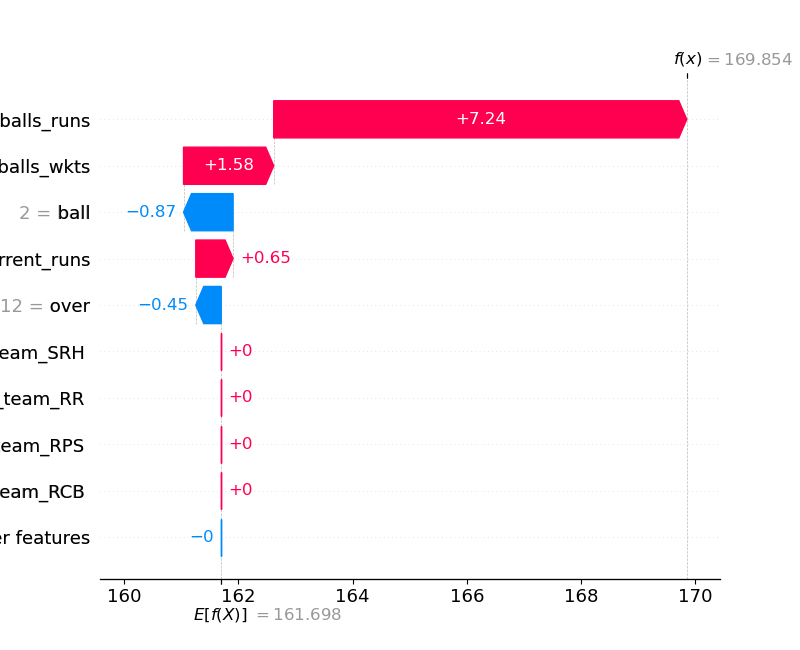 f(x) = 169.854
balls_runs +7.24
balls_wkts +1.58
2 = ball −0.87
rrent_runs +0.65
12 = over −0.45
eam_SRH +0
_team_RR +0
eam_RPS +0
eam_RCB +0
er features −0
160 162 164 166 168 170
E[f(X)] = 161.698